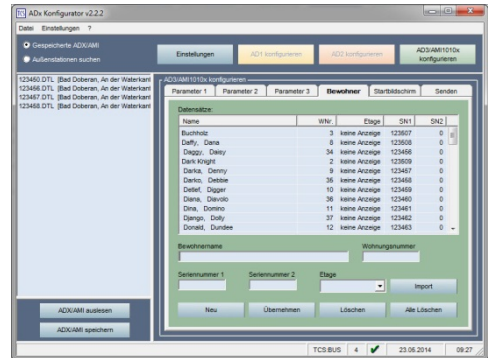 ADx Konfigurator v2.2.2
Datei Einstellungen ?
Gespeicherte ADX/AMI
Außenstationen suchen
Einstellungen
AD1 konfigurieren
AD2 konfigurieren
AD3/AMI1010x
konfigurieren
123450.DTL [Bad Doberan, An der Waterkant
123466.DTL [Bad Doberan, An der Waterkant
123467.DTL [Bad Doberan, An der Waterkant
123468.DTL [Bad Doberan, An der Waterkant
AD3/AMI1010x konfigurieren
Parameter 1 Parameter 2 Parameter 3 Bewohner Startbildschirm Senden
Datensätze:
Name WNr. Etage SN1 SN2
Buchholz 3 keine Anzeige 123507 0
Daffy, Dana 8 keine Anzeige 123508 0
Daggy, Daisy 34 keine Anzeige 123456 0
Dark Knight 2 keine Anzeige 123509 0
Darka, Denny 9 keine Anzeige 123457 0
Darko, Debbie 35 keine Anzeige 123458 0
Detlef, Digger 10 keine Anzeige 123459 0
Diana, Diavolo 36 keine Anzeige 123460 0
Dina, Domino 11 keine Anzeige 123461 0
Django, Dolly 37 keine Anzeige 123462 0
Donald, Dundee 12 keine Anzeige 123463 0
Bewohnername Wohnungsnummer
Seriennummer 1 Seriennummer 2 Etage
Import
Neu Übernehmen Löschen Alle Löschen
ADX/AMI auslesen
ADX/AMI speichern
TCS:BUS 4 23.06.2014 09:27